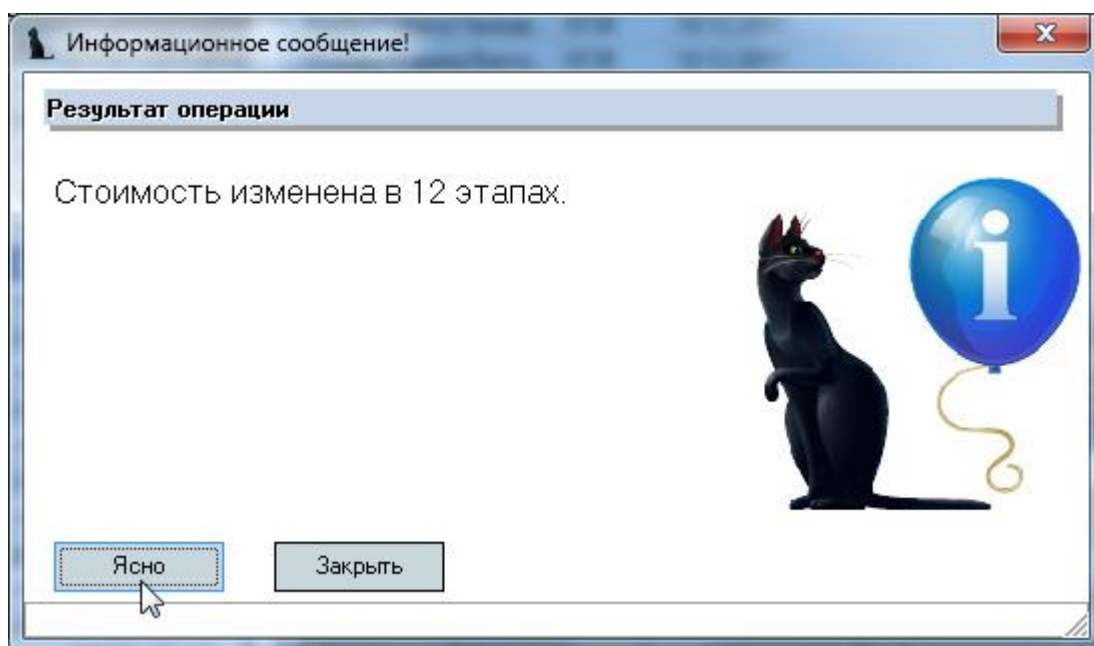 Информационное сообщение!
Результат операции
Стоимость изменена в 12 этапах.
i
Ясно
Закрыть